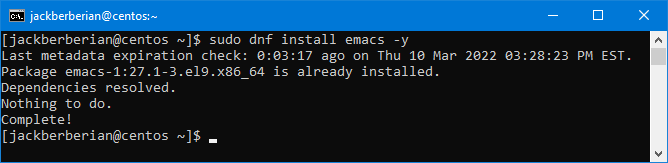 jackberberian@centos:~
[jackberberian@centos ~]$ sudo dnf install emacs -y
Last metadata expiration check: 0:03:17 ago on Thu 10 Mar 2022 03:28:23 PM EST.
Package emacs-1:27.1-3.el9.x86_64 is already installed.
Dependencies resolved.
Nothing to do.
Complete!
[jackberberian@centos ~]$